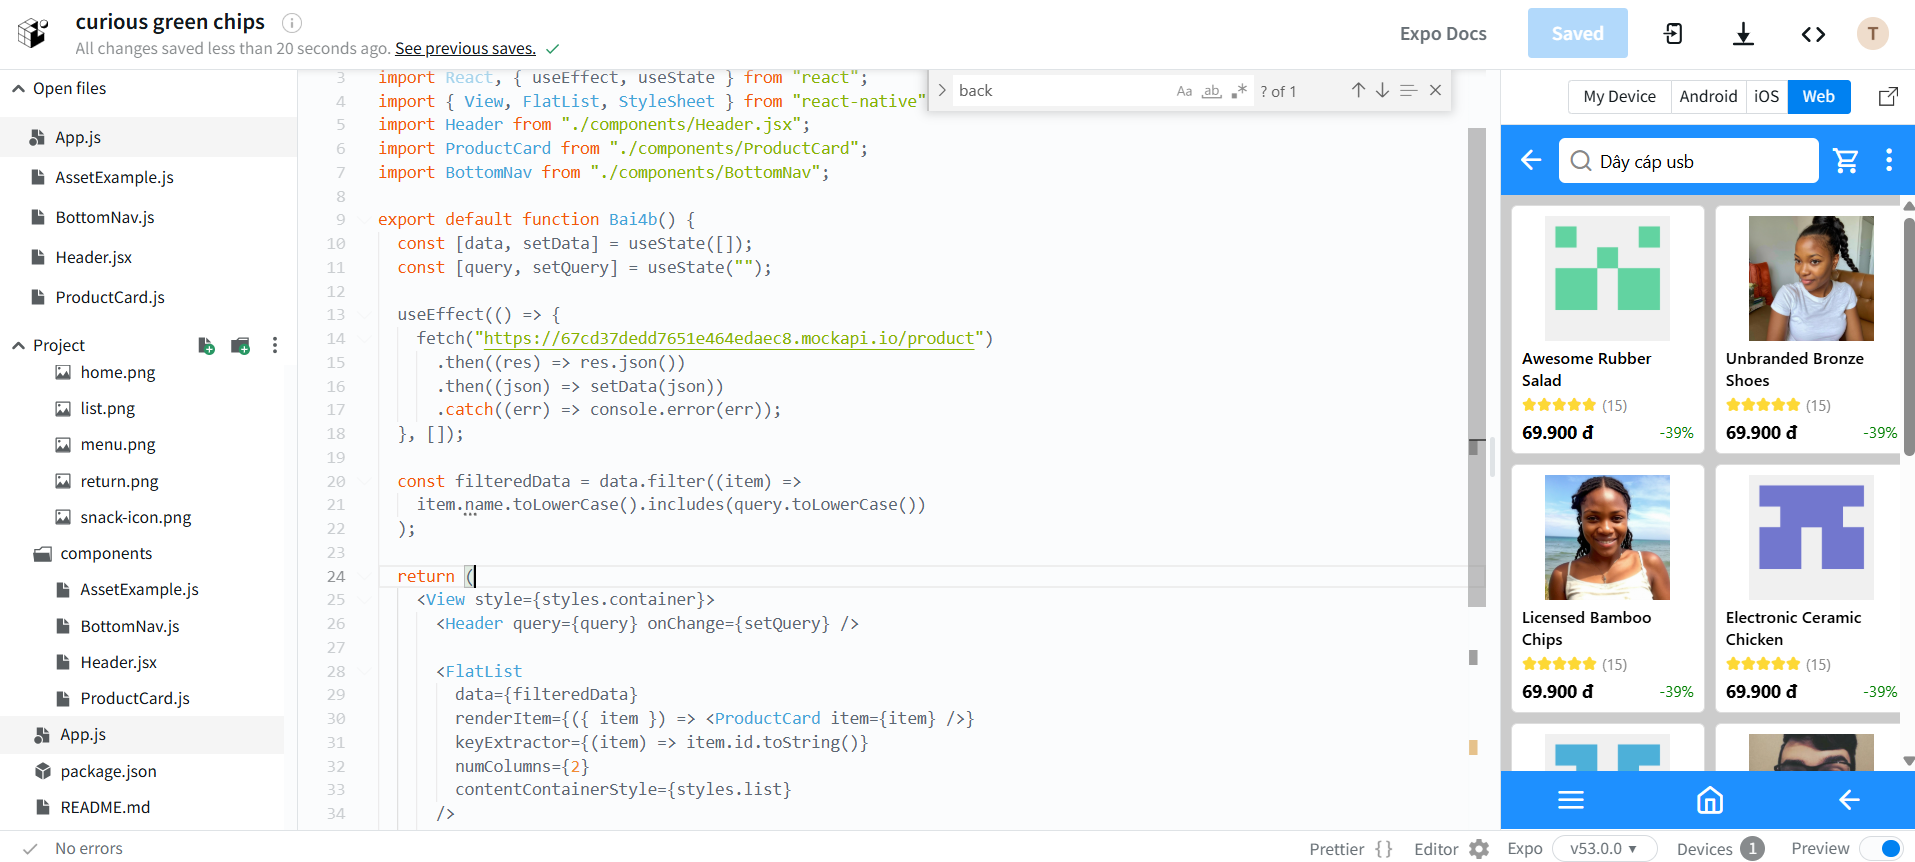 curious green chips
All changes saved less than 20 seconds ago. See previous saves.
Expo Docs
Saved
T
Open files
App.js
AssetExample.js
BottomNav.js
Header.jsx
ProductCard.js
Project
home.png
list.png
menu.png
return.png
snack-icon.png
components
AssetExample.js
BottomNav.js
Header.jsx
ProductCard.js
App.js
package.json
README.md
3 import React, { useEffect, useState } from "react";
4 import { View, FlatList, StyleSheet } from "react-native"
5 import Header from "./components/Header.jsx";
6 import ProductCard from "./components/ProductCard";
7 import BottomNav from "./components/BottomNav";
8
9 export default function Bai4b() {
10 const [data, setData] = useState([]);
11 const [query, setQuery] = useState("");
12
13 useEffect(() => {
14 fetch("https://67cd37dedd7651e464edaec8.mockapi.io/product")
15 .then((res) => res.json())
16 .then((json) => setData(json))
17 .catch((err) => console.error(err));
18 }, []);
19
20 const filteredData = data.filter((item) =>
21 item.name.toLowerCase().includes(query.toLowerCase())
22 );
23
24 return (
25 <View style={styles.container}>
26 <Header query={query} onChange={setQuery} />
27
28 <FlatList
29 data={filteredData}
30 renderItem={({ item }) => <ProductCard item={item} />}
31 keyExtractor={(item) => item.id.toString()}
32 numColumns={2}
33 contentContainerStyle={styles.list}
34 />
back
Aa ab
? of 1
My Device
Android
iOS
Web
Dây cáp usb
Awesome Rubber
Salad
(15)
69.900 đ -39%
Unbranded Bronze
Shoes
(15)
69.900 đ -39%
Licensed Bamboo
Chips
(15)
69.900 đ -39%
Electronic Ceramic
Chicken
(15)
69.900 đ -39%
No errors
Prettier {}
Editor
Expo
v53.0.0
Devices 1
Preview